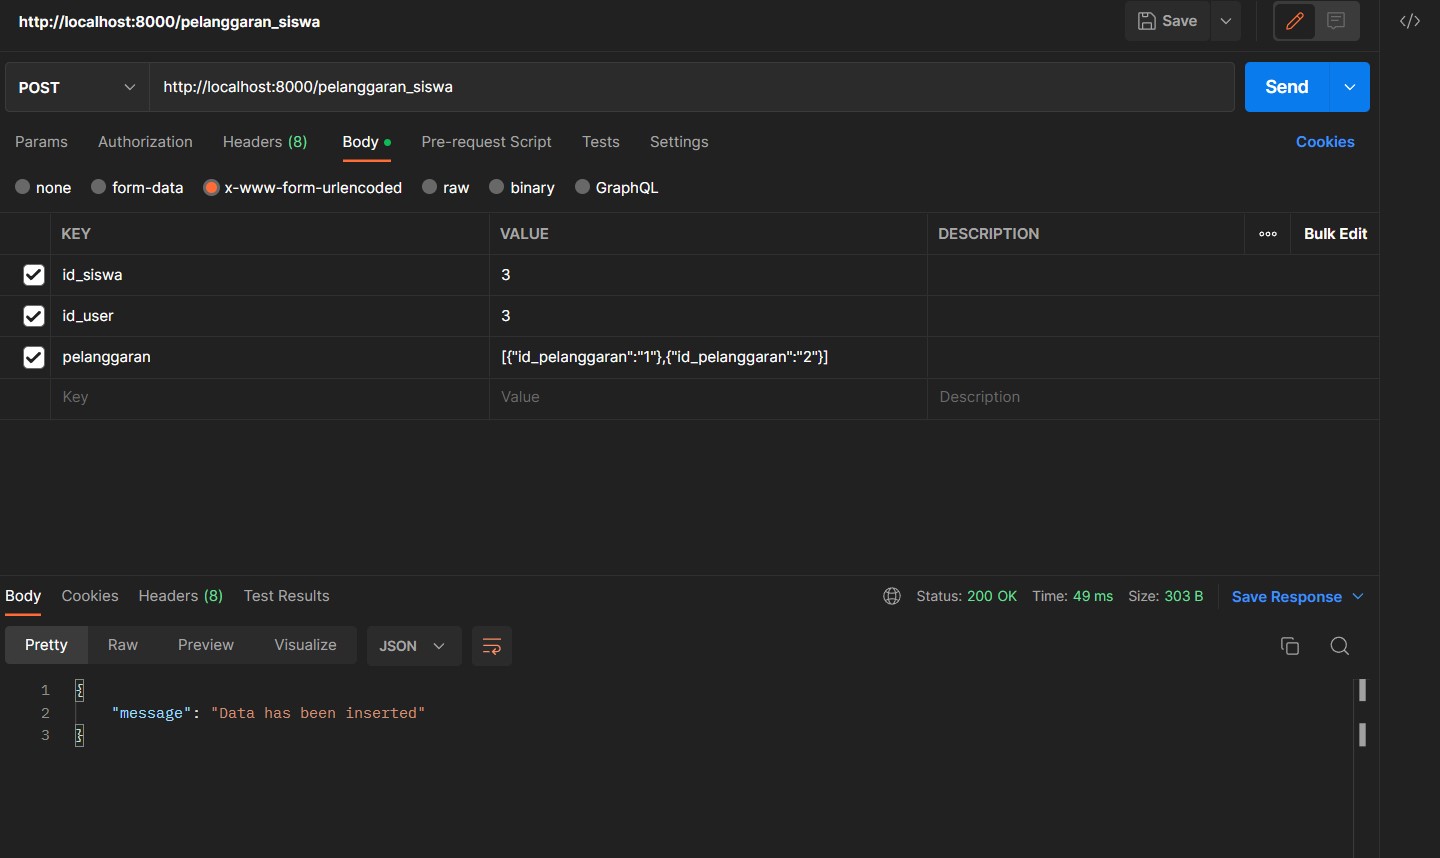 http://localhost:8000/pelanggaran_siswa
Save
POST
http://localhost:8000/pelanggaran_siswa
Send
Params Authorization Headers (8) Body Pre-request Script Tests Settings Cookies
none form-data x-www-form-urlencoded raw binary GraphQL
KEY VALUE DESCRIPTION Bulk Edit
id_siswa 3
id_user 3
pelanggaran [{"id_pelanggaran":"1"},{"id_pelanggaran":"2"}]
Key Value Description
Body Cookies Headers (8) Test Results Status: 200 OK Time: 49 ms Size: 303 B Save Response
Pretty Raw Preview Visualize JSON
1 {
2 "message": "Data has been inserted"
3 }